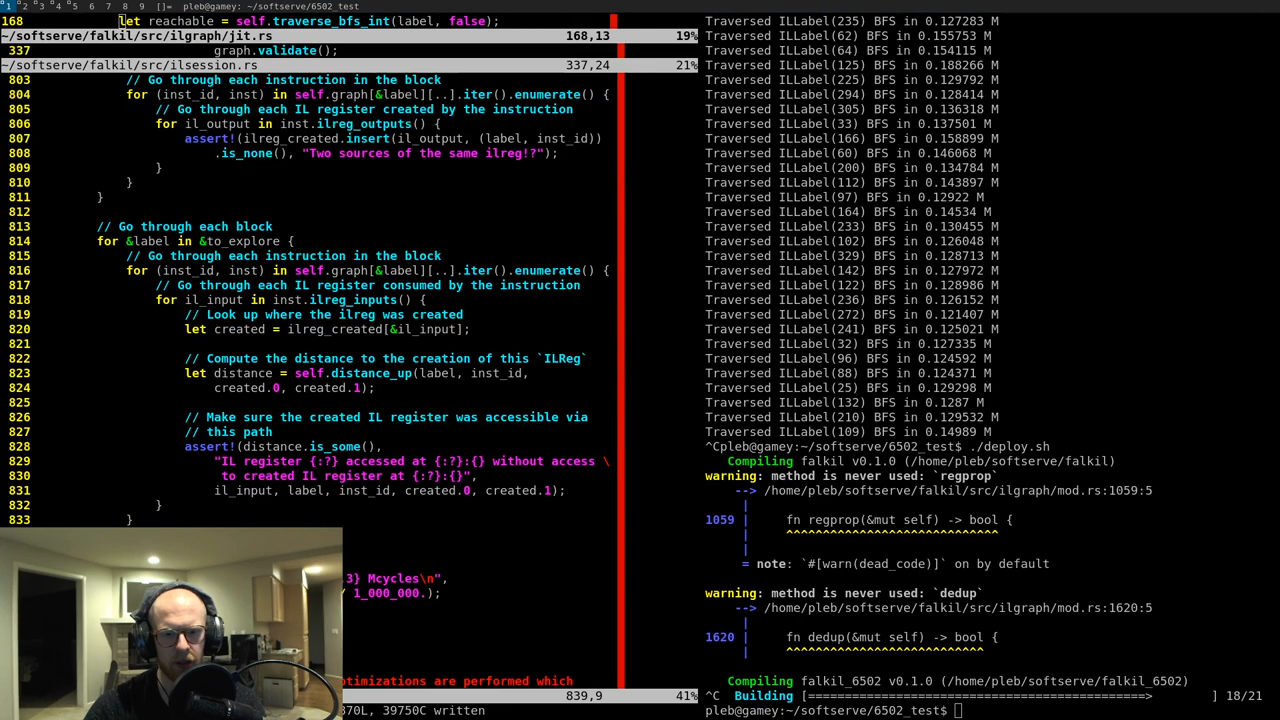 1 2 3 4 5 6 7 8 9 []= pleb@gamey:~/softserve/6502_test
168             let reachable = self.traverse_bfs_int(label, false);
~/softserve/falkil/src/ilgraph/jit.rs 168,13 19%
337                         graph.validate();
~/softserve/falkil/src/ilsession.rs 337,24 21%
803             // Go through each instruction in the block
804             for (inst_id, inst) in self.graph[&label][..].iter().enumerate() {
805                 // Go through each IL register created by the instruction
806                 for il_output in inst.ilreg_outputs() {
807                     assert!(ilreg_created.insert(il_output, (label, inst_id))
808                         .is_none(), "Two sources of the same ilreg!?");
809                 }
810             }
811         }
812
813         // Go through each block
814         for &label in &to_explore {
815             // Go through each instruction in the block
816             for (inst_id, inst) in self.graph[&label][..].iter().enumerate() {
817                 // Go through each IL register consumed by the instruction
818                 for il_input in inst.ilreg_inputs() {
819                     // Look up where the ilreg was created
820                     let created = ilreg_created[&il_input];
821
822                     // Compute the distance to the creation of this `ILReg`
823                     let distance = self.distance_up(label, inst_id,
824                         created.0, created.1);
825
826                     // Make sure the created IL register was accessible via
827                     // this path
828                     assert!(distance.is_some(),
829                         "IL register {:?} accessed at {:?}:{} without access \
830                          to created IL register at {:?}:{}",
831                         il_input, label, inst_id, created.0, created.1);
832                 }
833             }
.3} Mcycles\n",
/ 1_000_000.);
optimizations are performed which
839,9 41%
370L, 39750C written
Traversed ILLabel(235) BFS in 0.127283 M
Traversed ILLabel(62) BFS in 0.155753 M
Traversed ILLabel(64) BFS in 0.154115 M
Traversed ILLabel(125) BFS in 0.188266 M
Traversed ILLabel(225) BFS in 0.129792 M
Traversed ILLabel(294) BFS in 0.128414 M
Traversed ILLabel(305) BFS in 0.136318 M
Traversed ILLabel(33) BFS in 0.137501 M
Traversed ILLabel(166) BFS in 0.158899 M
Traversed ILLabel(60) BFS in 0.146068 M
Traversed ILLabel(200) BFS in 0.134784 M
Traversed ILLabel(112) BFS in 0.143897 M
Traversed ILLabel(97) BFS in 0.12922 M
Traversed ILLabel(164) BFS in 0.14534 M
Traversed ILLabel(233) BFS in 0.130455 M
Traversed ILLabel(102) BFS in 0.126048 M
Traversed ILLabel(329) BFS in 0.128713 M
Traversed ILLabel(142) BFS in 0.127972 M
Traversed ILLabel(122) BFS in 0.128986 M
Traversed ILLabel(236) BFS in 0.126152 M
Traversed ILLabel(272) BFS in 0.121407 M
Traversed ILLabel(241) BFS in 0.125021 M
Traversed ILLabel(32) BFS in 0.127335 M
Traversed ILLabel(96) BFS in 0.124592 M
Traversed ILLabel(88) BFS in 0.124371 M
Traversed ILLabel(25) BFS in 0.129298 M
Traversed ILLabel(132) BFS in 0.1287 M
Traversed ILLabel(210) BFS in 0.129532 M
Traversed ILLabel(109) BFS in 0.14989 M
^Cpleb@gamey:~/softserve/6502_test$ ./deploy.sh
   Compiling falkil v0.1.0 (/home/pleb/softserve/falkil)
warning: method is never used: `regprop`
    --> /home/pleb/softserve/falkil/src/ilgraph/mod.rs:1059:5
     |
1059 |     fn regprop(&mut self) -> bool {
     |     ^^^^^^^^^^^^^^^^^^^^^^^^^^^^^
     |
     = note: `#[warn(dead_code)]` on by default
warning: method is never used: `dedup`
    --> /home/pleb/softserve/falkil/src/ilgraph/mod.rs:1620:5
     |
1620 |     fn dedup(&mut self) -> bool {
     |     ^^^^^^^^^^^^^^^^^^^^^^^^^^^
   Compiling falkil_6502 v0.1.0 (/home/pleb/softserve/falkil_6502)
^C  Building [==============================================>        ] 18/21
pleb@gamey:~/softserve/6502_test$